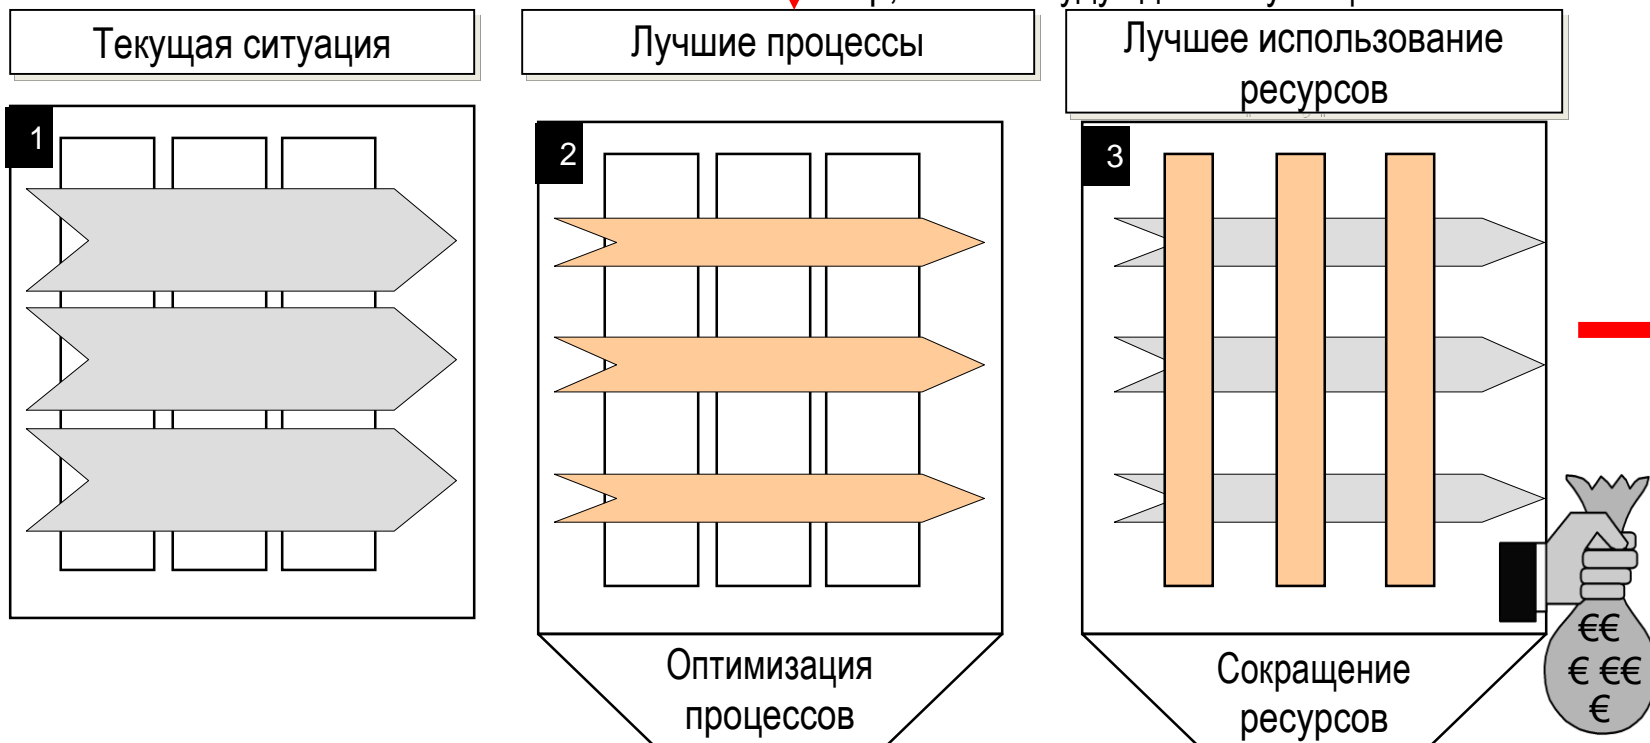 Текущая ситуация
Лучшие процессы
Лучшее использование
ресурсов
1
2
3
Оптимизация
процессов
Сокращение
ресурсов
€€
€ €€
€